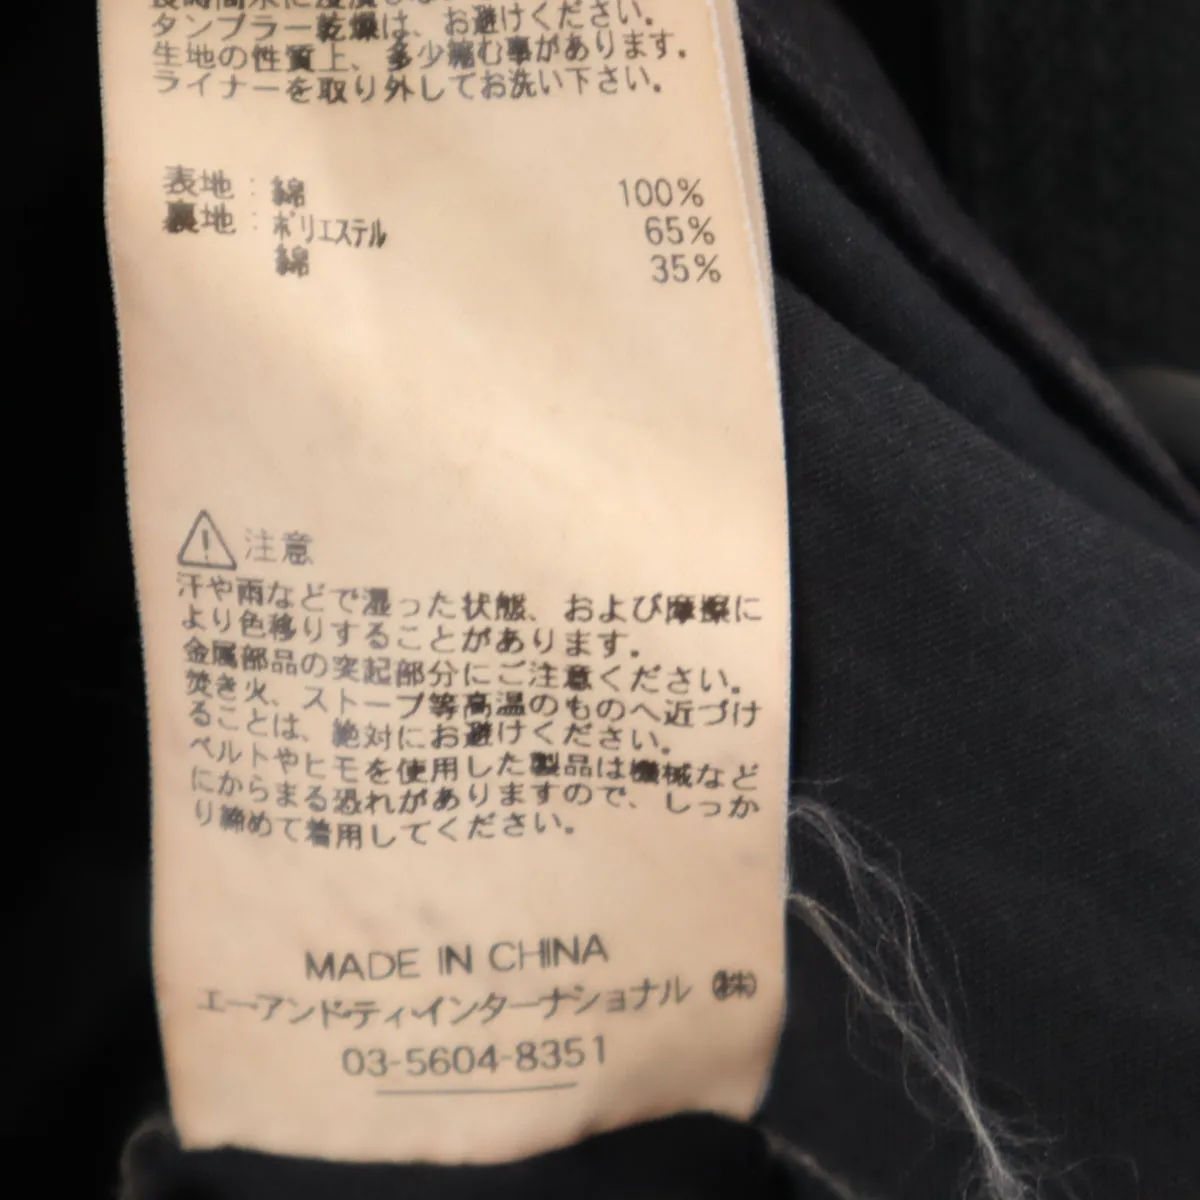 タンブラー乾燥は、お避けください。
生地の性質上、多少縮む事があります。
ライナーを取り外してお洗い下さい。
表地：綿 100%
裏地：ポリエステル 65%
綿 35%
注意
汗や雨などで湿った状態、および摩擦に
より色移りすることがあります。
金属部品の突起部分にご注意ください。
焚き火、ストーブ等高温のものへ近づけ
ることは、絶対にお避けください。
ベルトやヒモを使用した製品は機械など
にからまる恐れがありますので、しっか
り締めて着用してください。
MADE IN CHINA
エー・アンド・ティ・インターナショナル ㈱
03-5604-8351